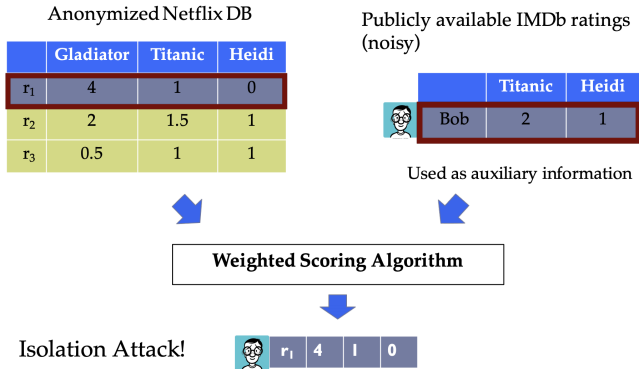 Anonymized Netflix DB
Gladiator Titanic Heidi
r1 4 1 0
r2 2 1.5 1
r3 0.5 1 1
Publicly available IMDb ratings
(noisy)
Titanic Heidi
Bob 2 1
Used as auxiliary information
Weighted Scoring Algorithm
Isolation Attack!
r1 4 1 0